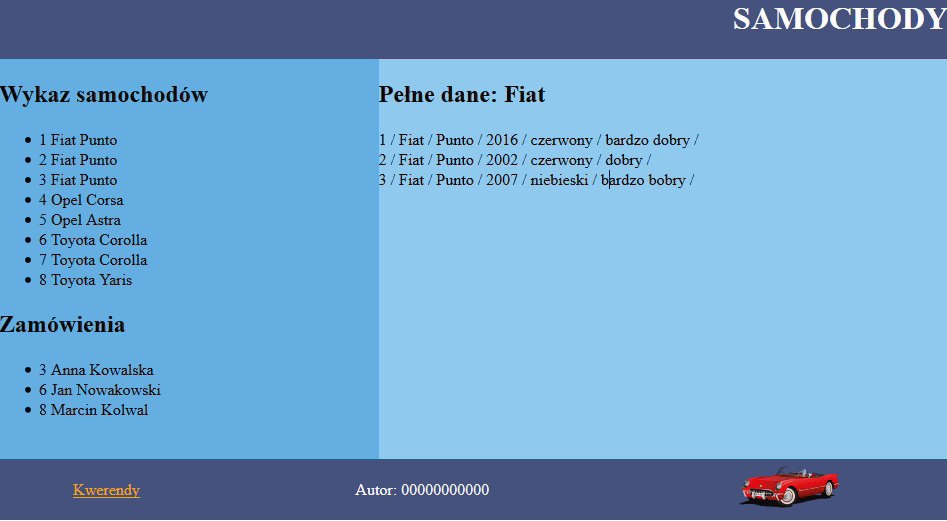 SAMOCHODY
Wykaz samochodów
1 Fiat Punto
2 Fiat Punto
3 Fiat Punto
4 Opel Corsa
5 Opel Astra
6 Toyota Corolla
7 Toyota Corolla
8 Toyota Yaris
Zamówienia
3 Anna Kowalska
6 Jan Nowakowski
8 Marcin Kolwal
Pełne dane: Fiat
1 / Fiat / Punto / 2016 / czerwony / bardzo dobry /
2 / Fiat / Punto / 2002 / czerwony / dobry /
3 / Fiat / Punto / 2007 / niebieski / bardzo bobry /
Kwerendy
Autor: 00000000000